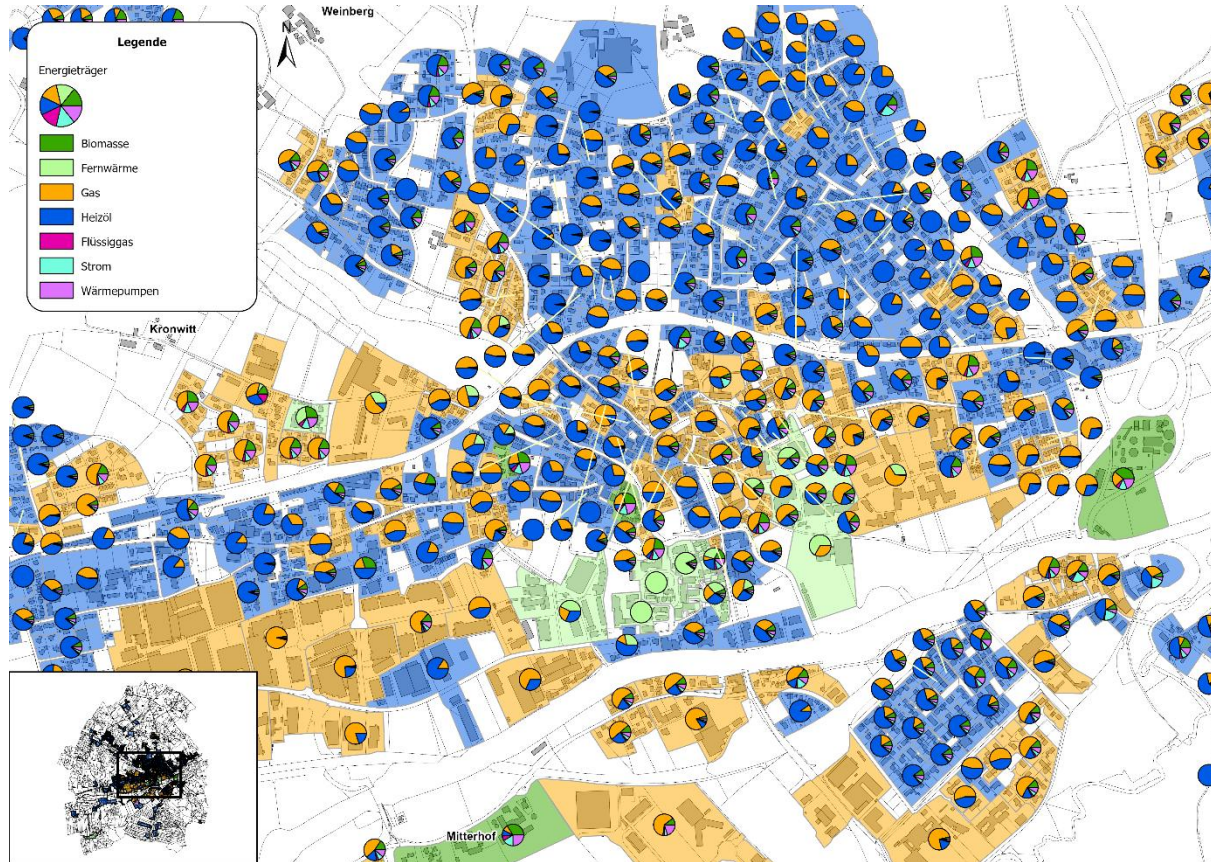 Weinberg
N
Legende
Energieträger
Biomasse
Fernwärme
Gas
Heizöl
Flüssiggas
Strom
Wärmepumpen
Kronwitt
Mitterhof